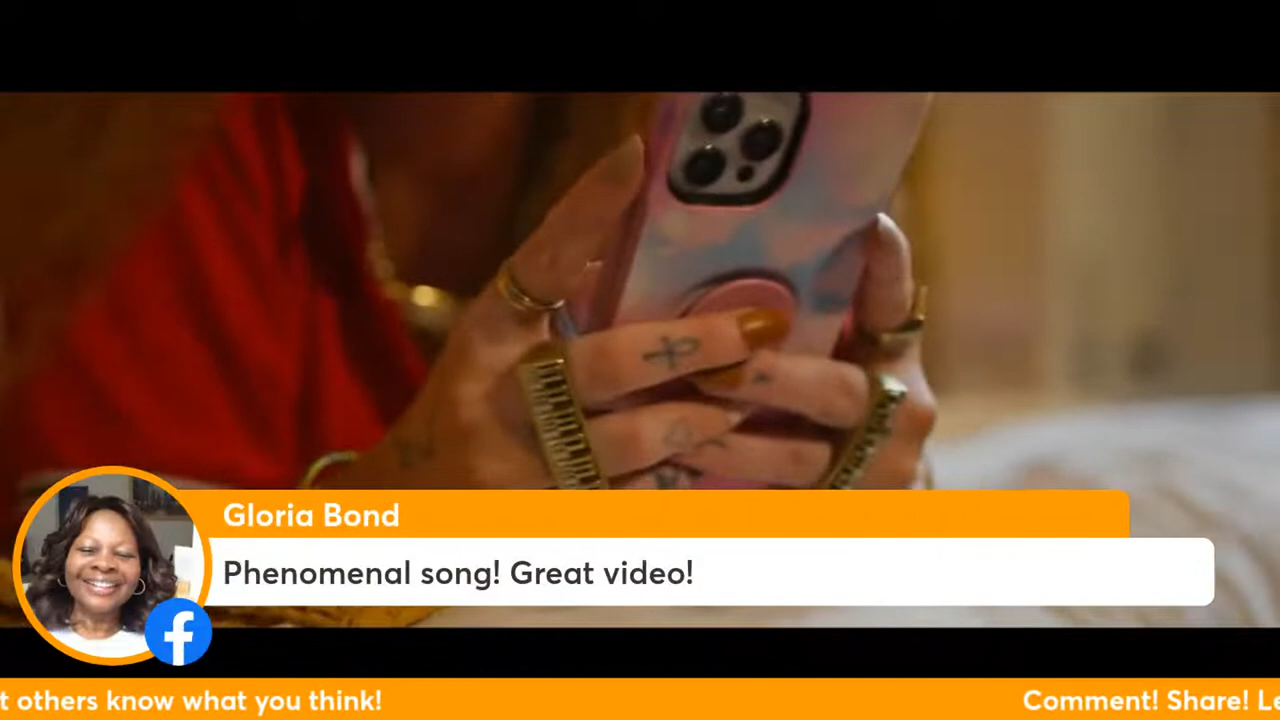 Gloria Bond
Phenomenal song! Great video!
t others know what you think!
Comment! Share! Le